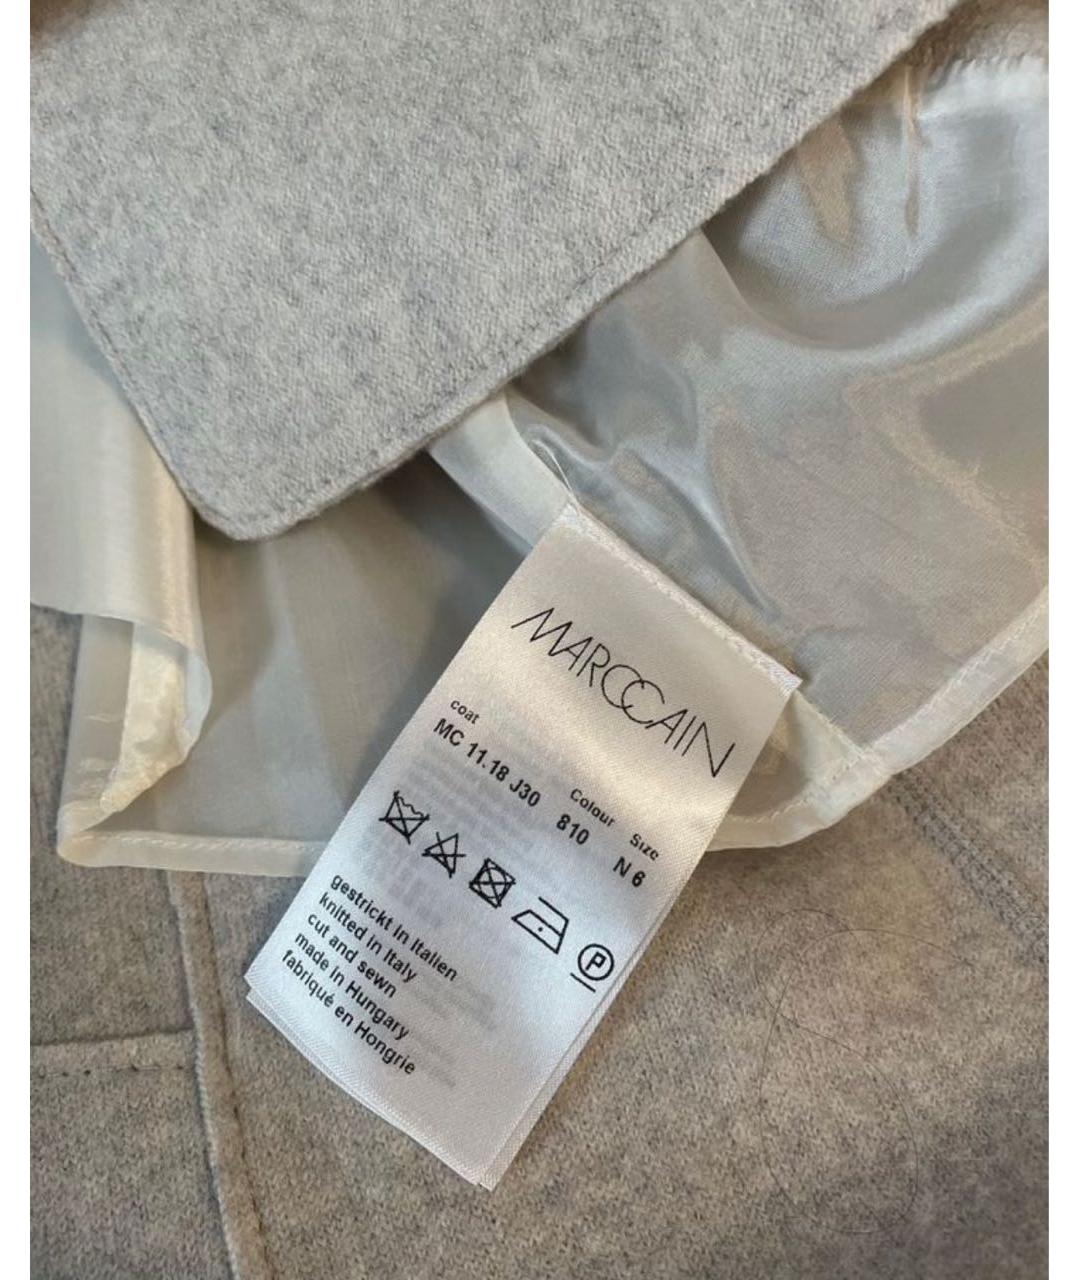 MARCCAIN
coat Colour Size
MC 11.18 J30 810 N 6
P
gestrickt in Italien
knitted in Italy
cut and sewn
made in Hungary
fabriqué en Hongrie